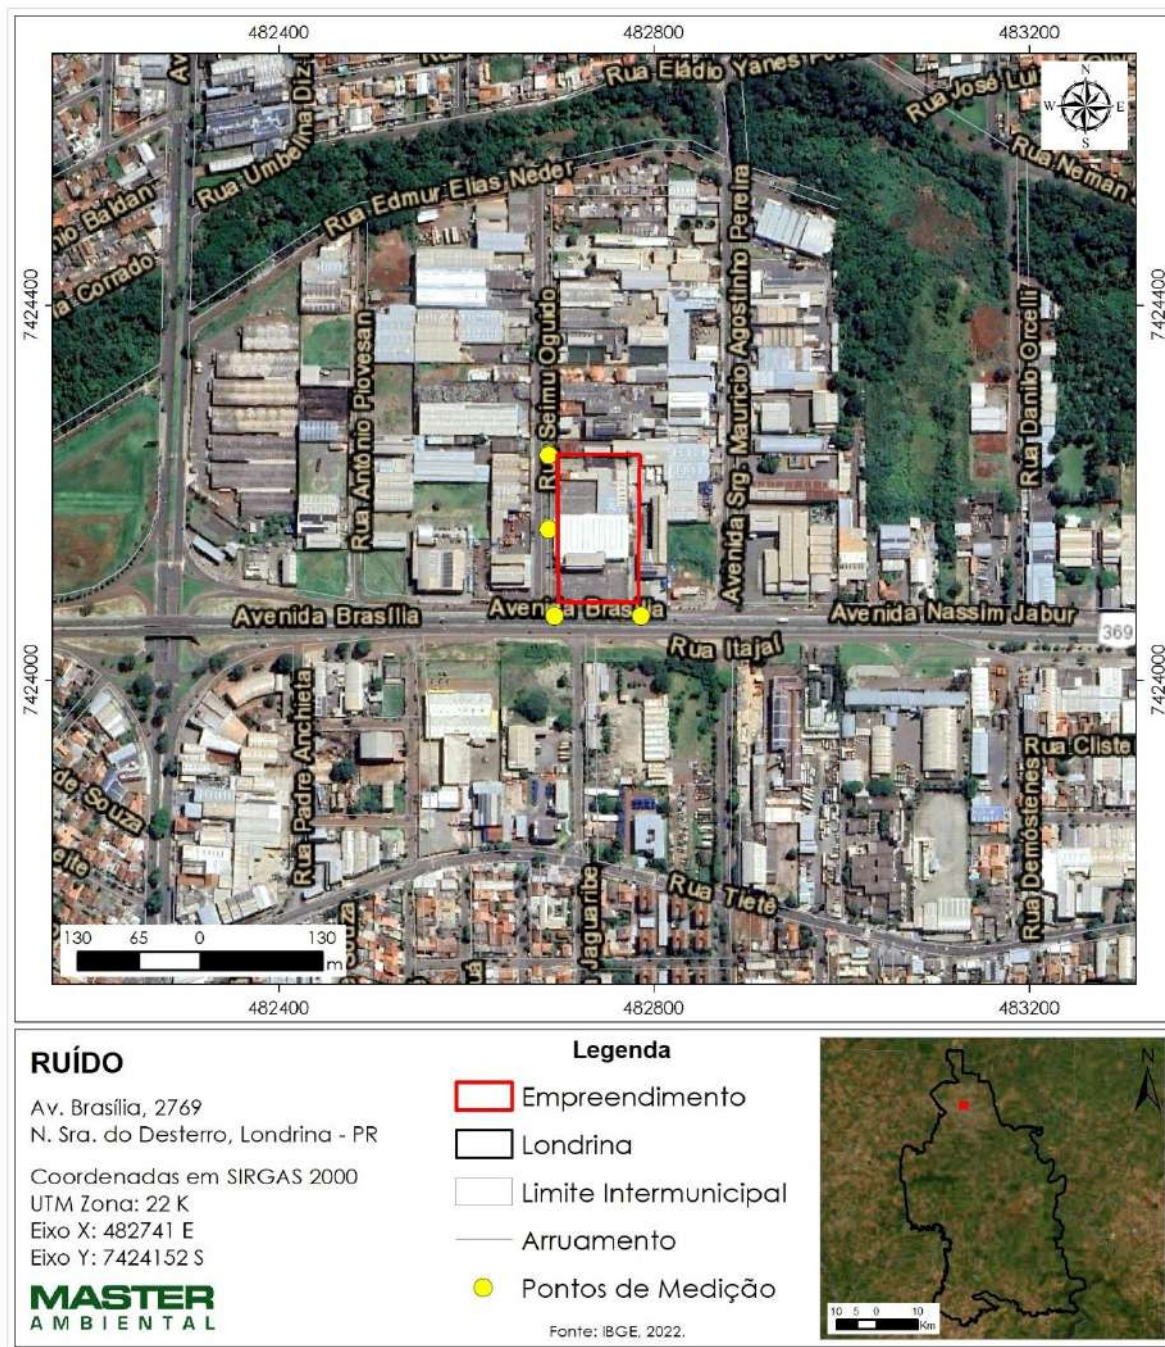 482400 482800 483200
Rua Eládio Yanes
Rua José Lui
N
W E
S
Rua Umbelina Diz
Rua Neman
Baldan
Rua Edmur Elias Neder
Corrado
7424400
7424400
Rua Antônio Piovesan
Seimu Oguido
Avenida Srg. Maurício Agostinho Pereira
Rua Danilo Orcelli
Avenida Brasília
Avenida Brasília
Avenida Nassim Jabur
369
Rua Itajaí
7424000
7424000
Rua Padre Anchieta
Rua Cliste
de Souza
Rua Demóstenes
Rua Tietê
Jaguaribe
130 65 0 130
m
482400 482800 483200
RUÍDO
Av. Brasília, 2769
N. Sra. do Desterro, Londrina - PR
Coordenadas em SIRGAS 2000
UTM Zona: 22 K
Eixo X: 482741 E
Eixo Y: 7424152 S
MASTER
AMBIENTAL
Legenda
Empreendimento
Londrina
Limite Intermunicipal
Arruamento
Pontos de Medição
Fonte: IBGE, 2022.
N
10 5 0 10
Km